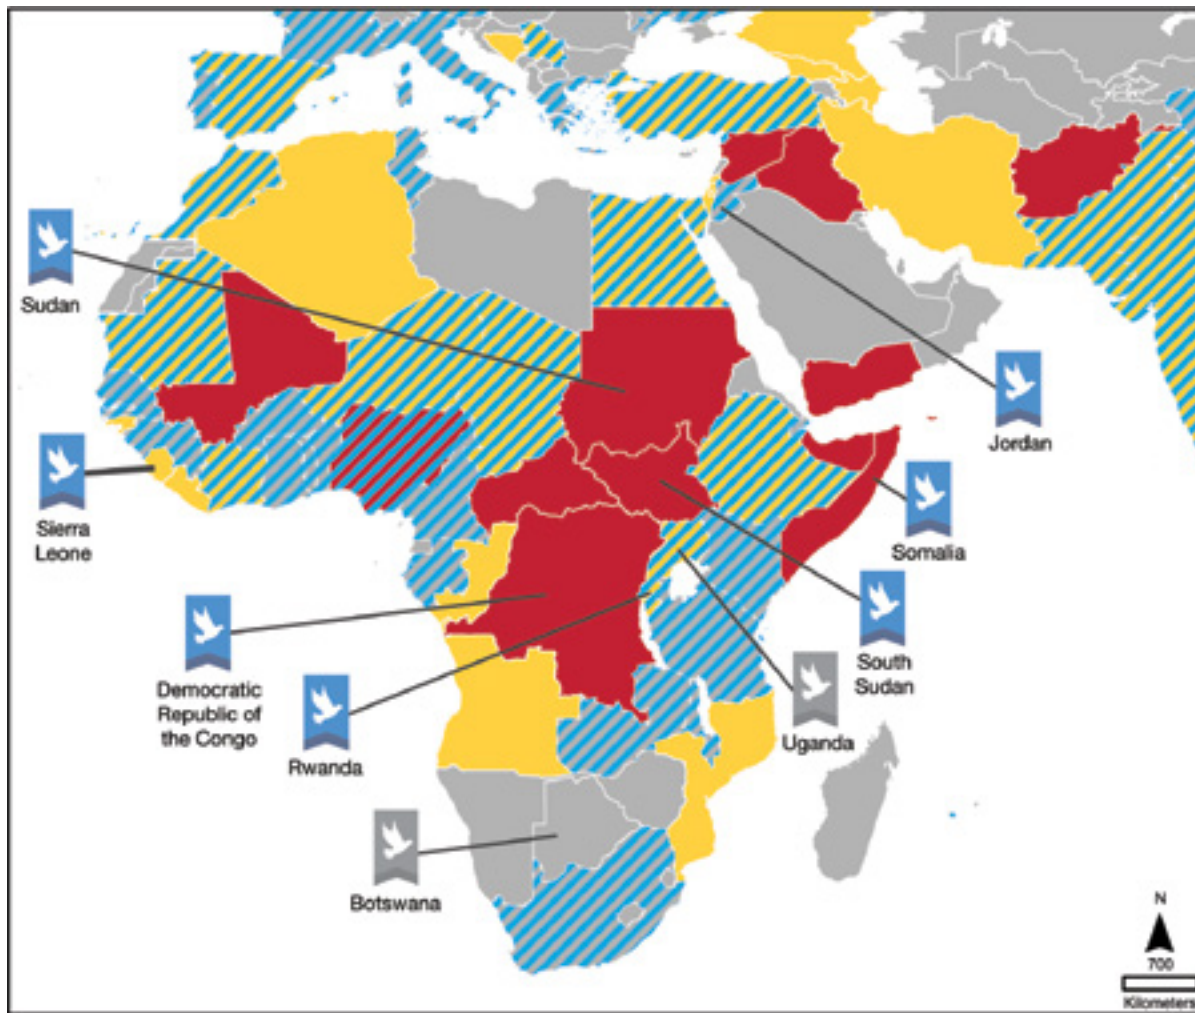 Sudan
Jordan
Sierra
Leone
Somalia
Democratic
Republic of
the Congo
South
Sudan
Rwanda
Uganda
Botswana
N
700
Kilometers